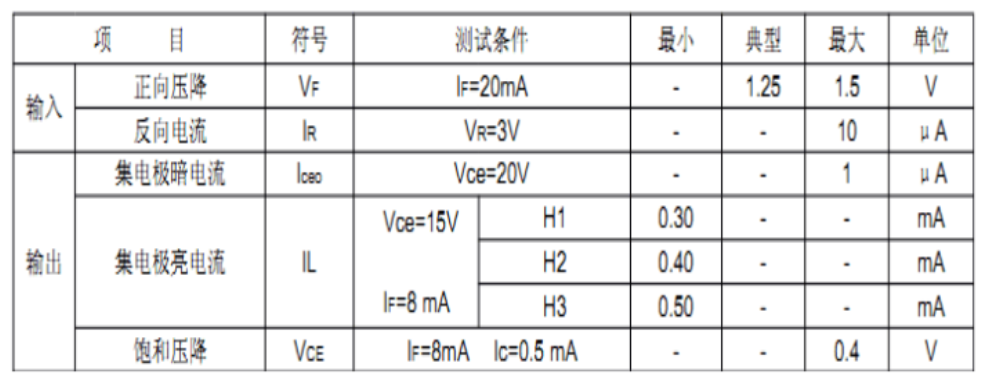 项 目 符号 测试条件 最小 典型 最大 单位
输入 正向压降 VF IF=20mA - 1.25 1.5 V
反向电流 IR VR=3V - - 10 μA
输出 集电极暗电流 Iceo Vce=20V - - 1 μA
集电极亮电流 IL Vce=15V IF=8 mA H1 0.30 - - mA
H2 0.40 - - mA
H3 0.50 - - mA
饱和压降 VCE IF=8mA Ic=0.5 mA - - 0.4 V